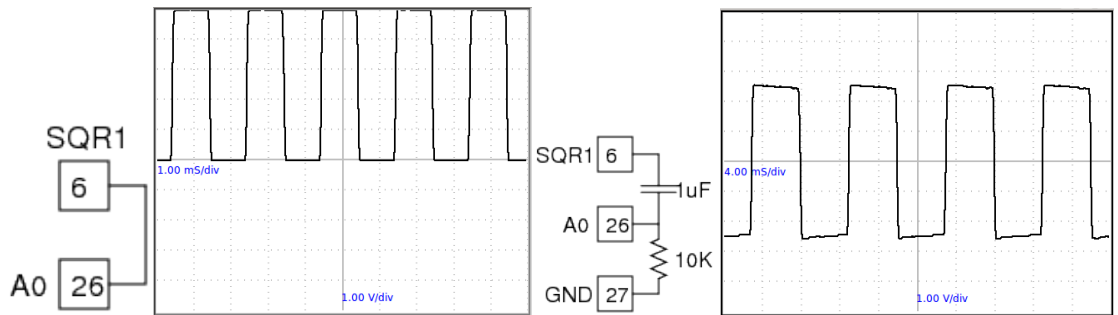 SQR1
6
A0 26
1.00 mS/div
1.00 V/div
SQR1 6
1uF
A0 26
10K
GND 27
4.00 mS/div
1.00 V/div